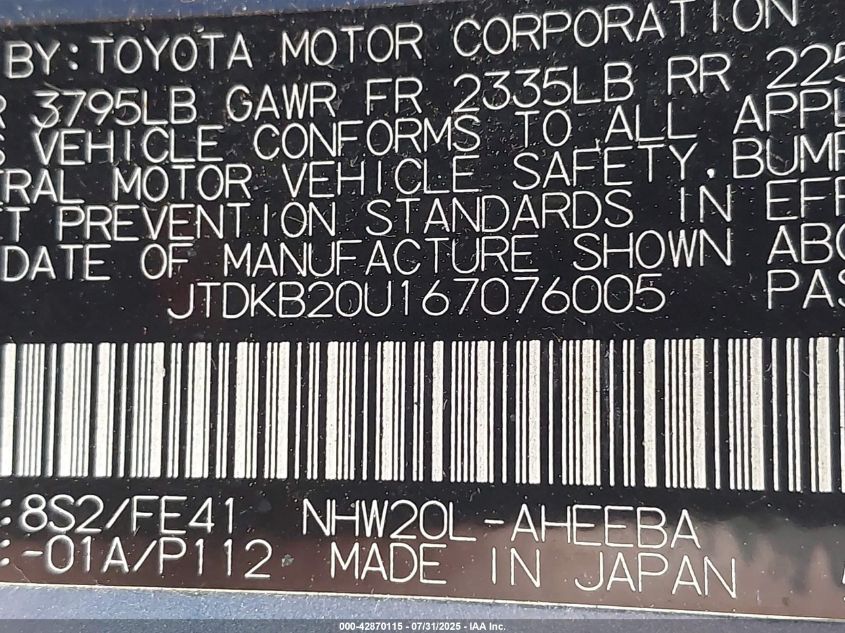 BY: TOYOTA MOTOR CORPORATION
3795LB GAWR FR 2335LB RR 225
VEHICLE CONFORMS TO ALL APPL
MOTOR VEHICLE SAFETY, BUMP
PREVENTION STANDARDS IN EFF
DATE OF MANUFACTURE SHOWN ABO
JTDKB20U167076005 PAS
:8S2/FE41 NHW20L-AHEEBA
:-01A/P112 MADE IN JAPAN
000-42870115 - 07/31/2025 - IAA Inc.